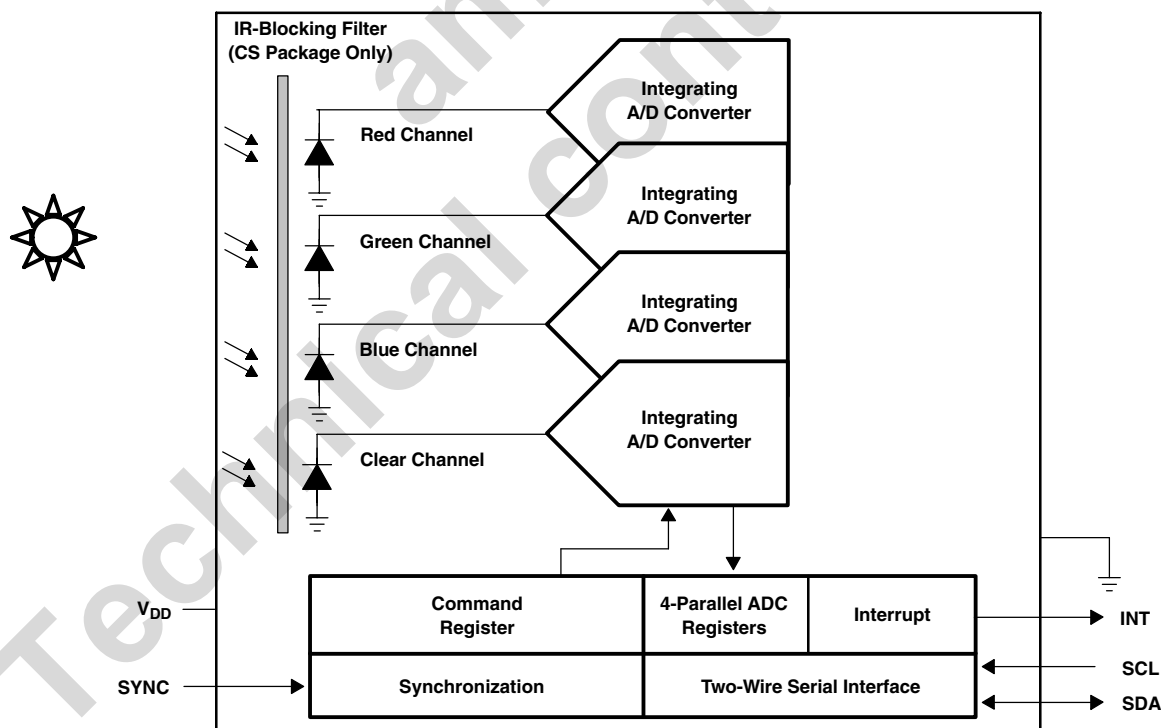 IR-Blocking Filter
(CS Package Only)
Integrating
A/D Converter
Red Channel
Integrating
A/D Converter
Green Channel
Integrating
A/D Converter
Blue Channel
Integrating
A/D Converter
Clear Channel
VDD
Command
Register
4-Parallel ADC
Registers
Interrupt
INT
SYNC
Synchronization
Two-Wire Serial Interface
SCL
SDA
Technical cont
am